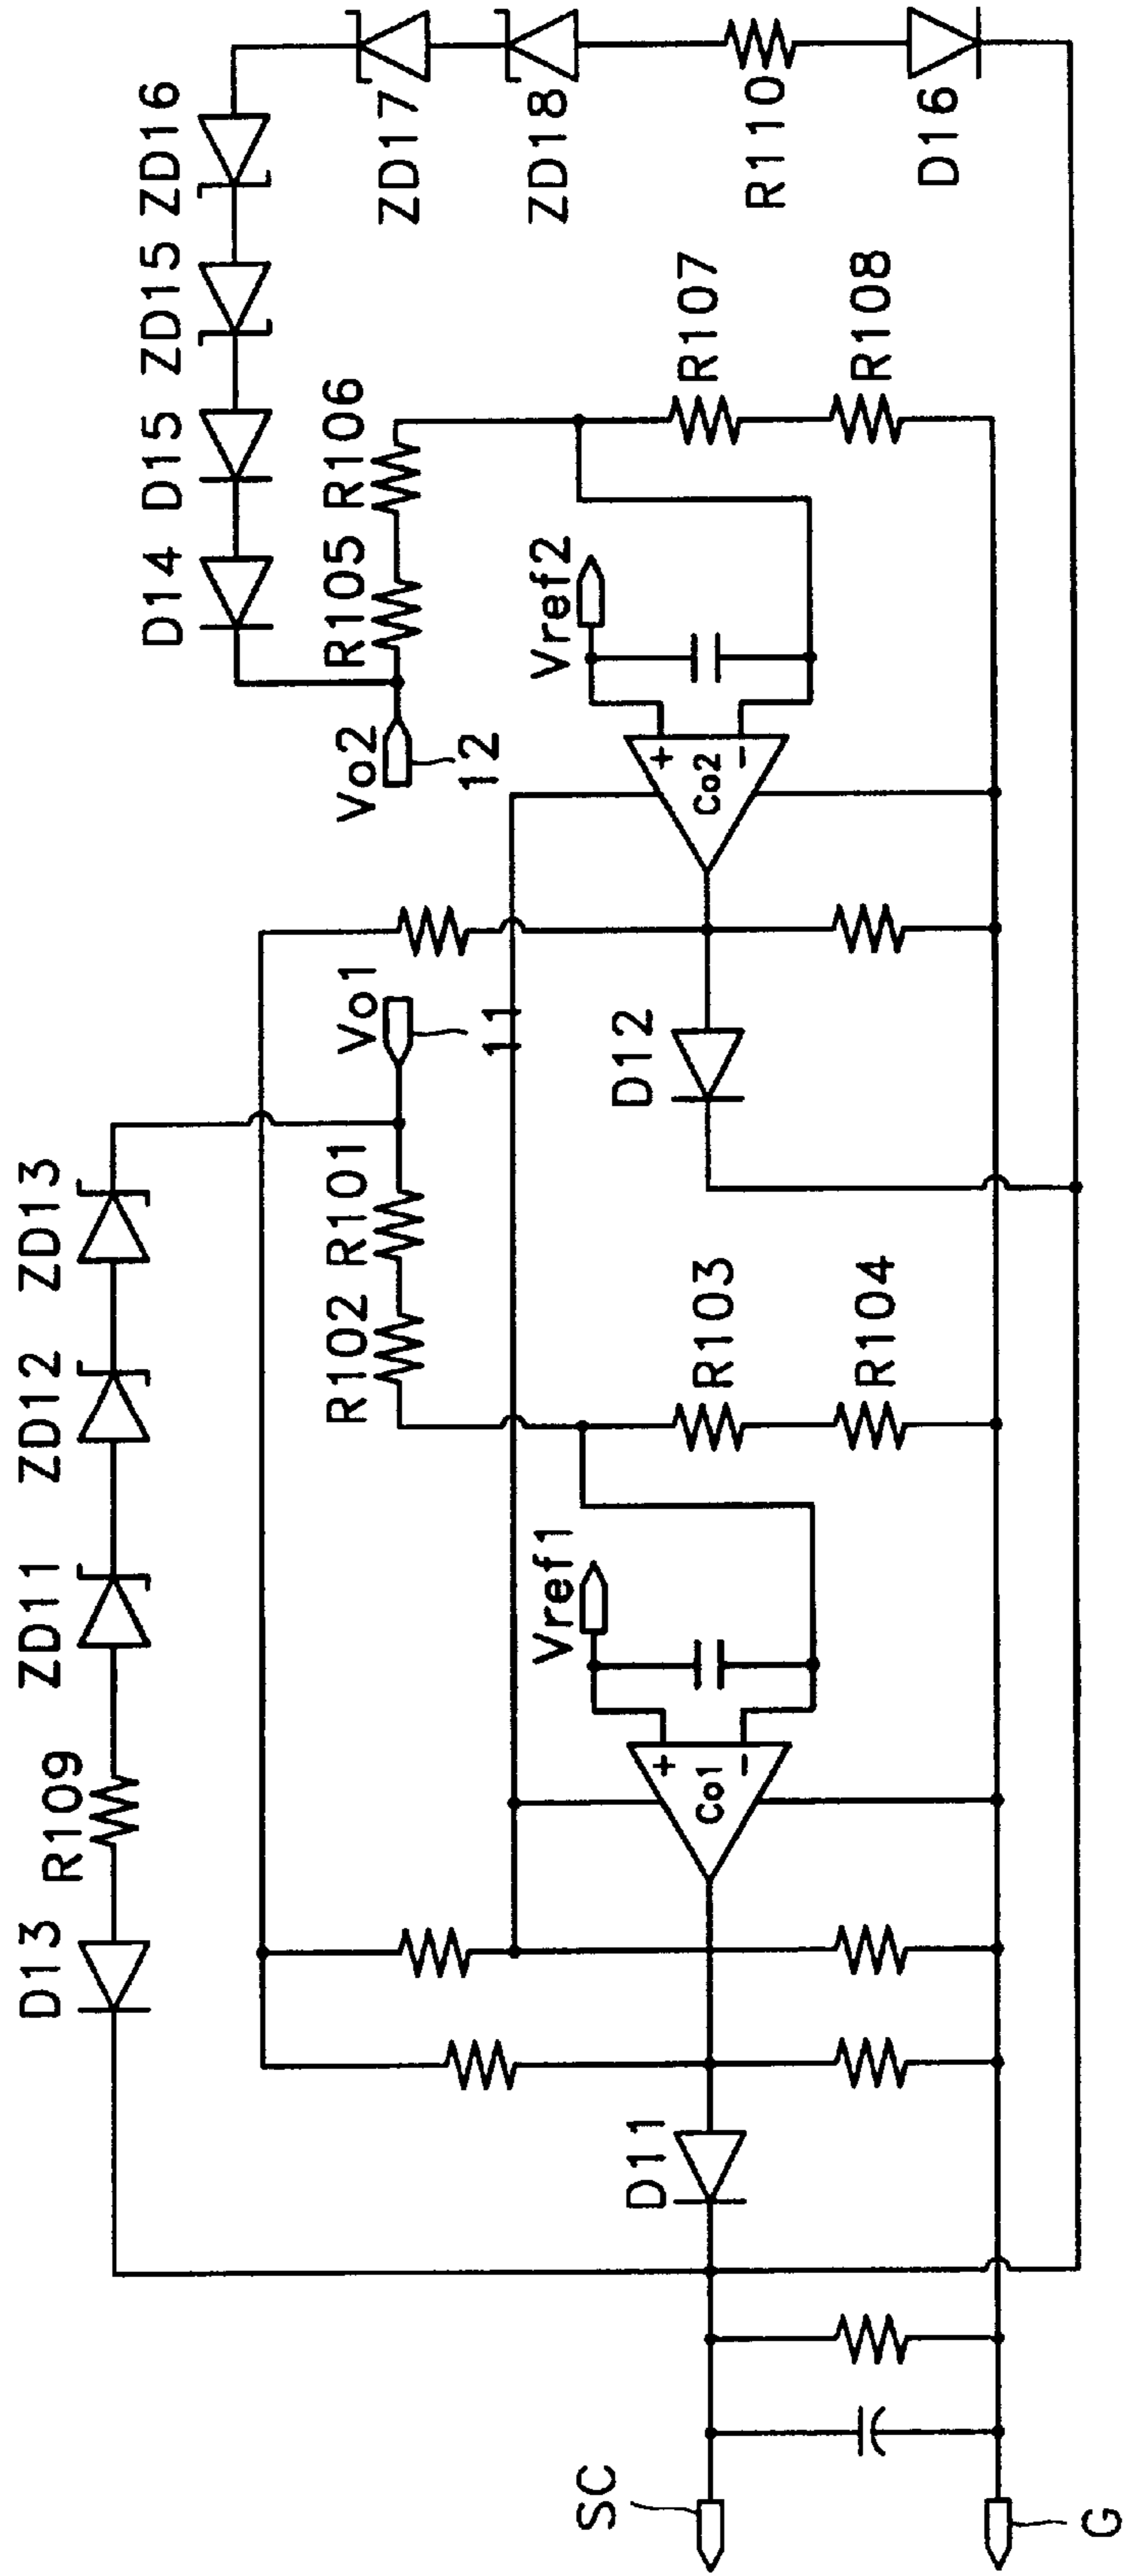 ZD16
ZD17
ZD18
R110
D16
ZD15
D15
D14
R106
R105
R107
R108
Vref2
Vo2
12
+
-
Co2
Vo1
11
D12
ZD13
ZD12
ZD11
R101
R102
R103
R104
Vref1
+
-
Co1
R109
D13
D11
SC
G